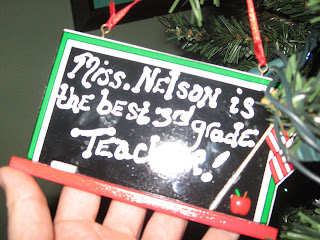 Miss. Nelson is
the best 3rd grade
Teacher!